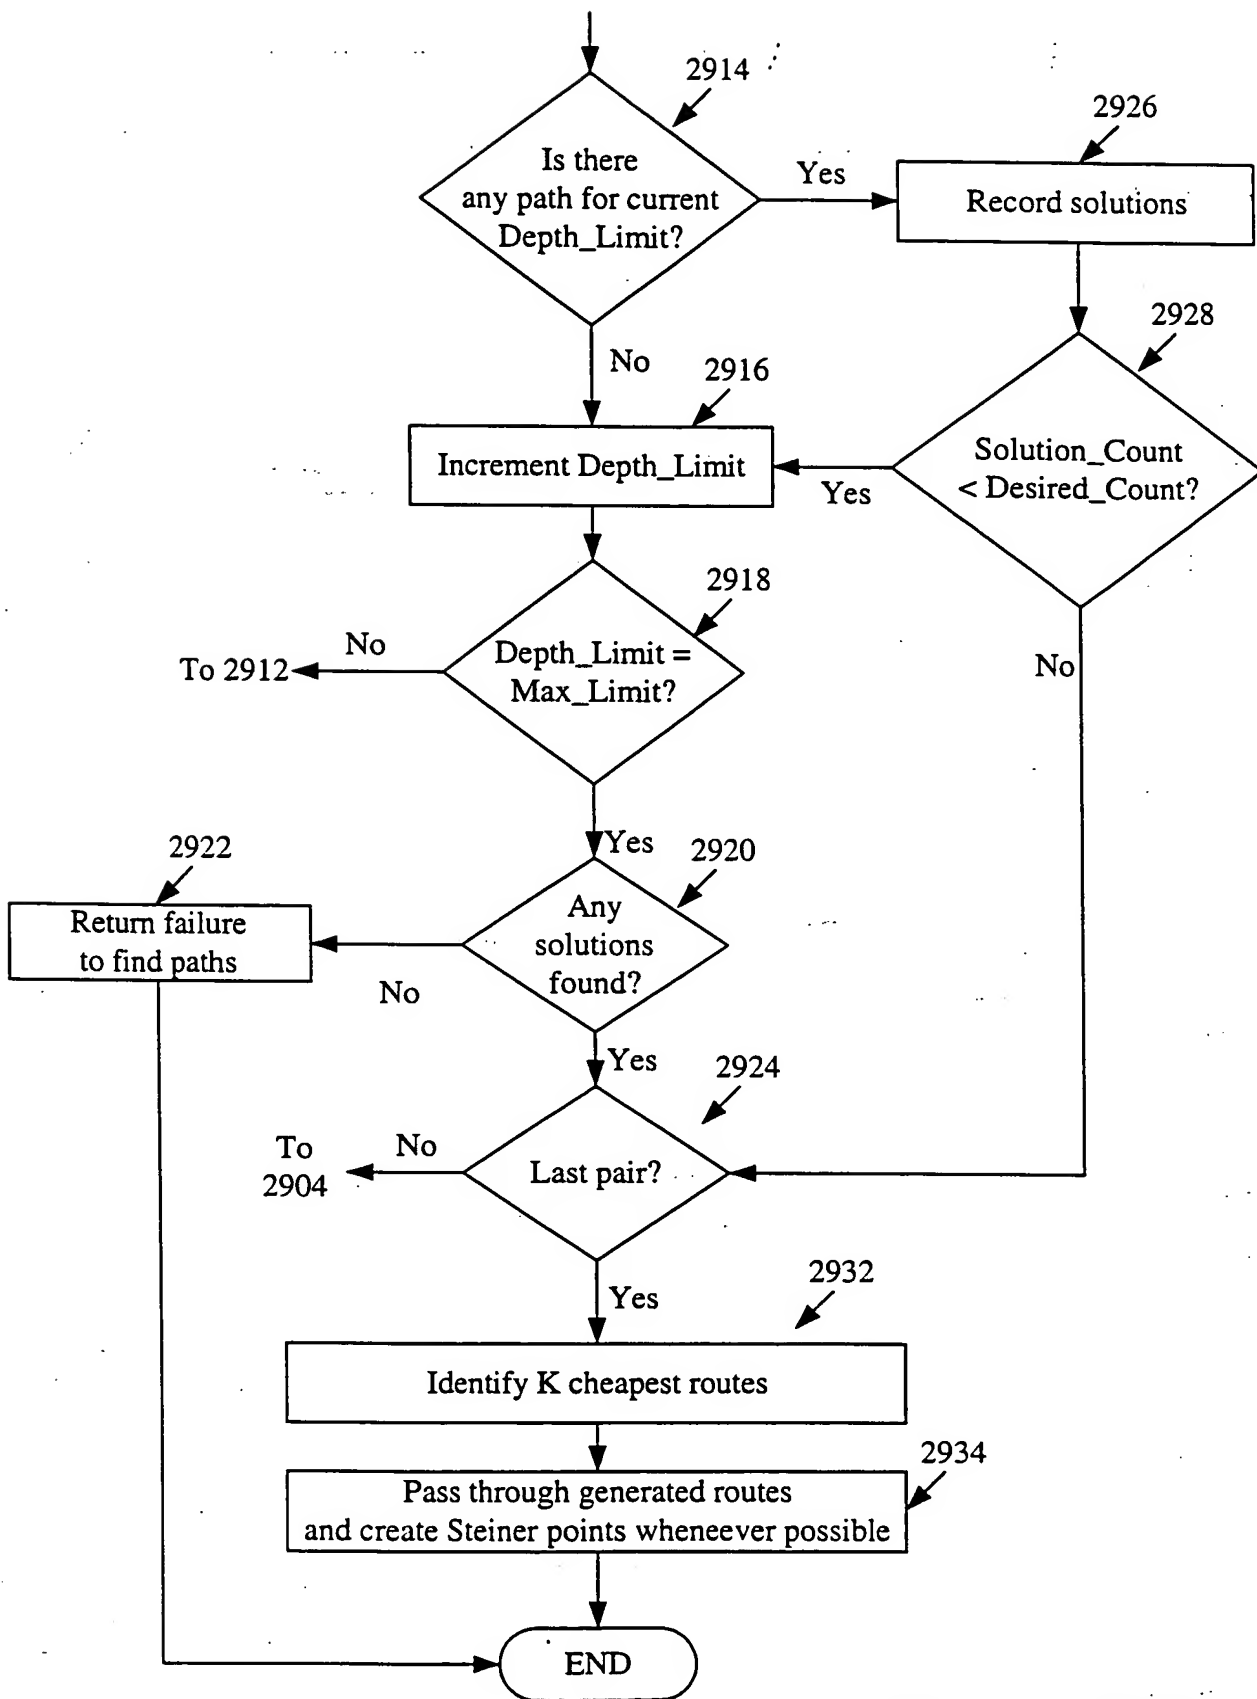 2914
Is there
any path for current
Depth_Limit?
Yes
2926
Record solutions
No
2928
Solution_Count
< Desired_Count?
Yes
2916
Increment Depth_Limit
2918
Depth_Limit =
Max_Limit?
No
To 2912
No
Yes
2920
Any
solutions
found?
2922
Return failure
to find paths
No
Yes
2924
Last pair?
No
To
2904
Yes
2932
Identify K cheapest routes
2934
Pass through generated routes
and create Steiner points wheneever possible
END